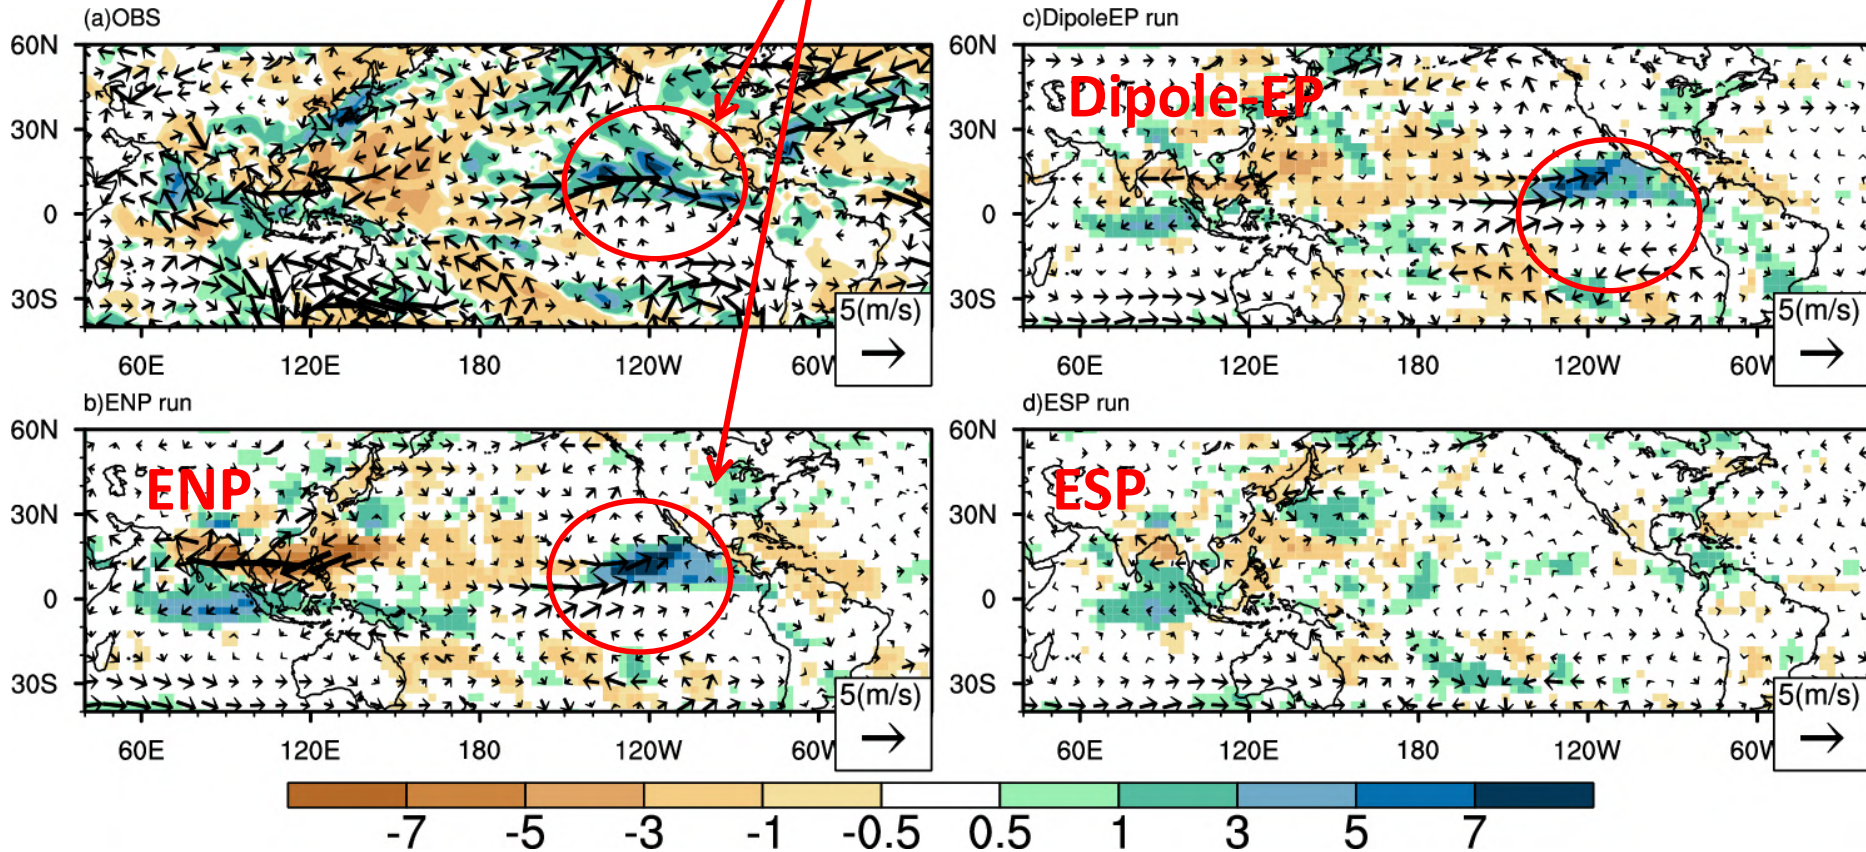 (a)OBS
60N
30N
0
30S
60E
120E
180
120W
60W
5(m/s)
c)DipoleEP run
Dipole-EP
60N
30N
0
30S
60E
120E
180
120W
60W
5(m/s)
b)ENP run
ENP
60N
30N
0
30S
60E
120E
180
120W
60W
5(m/s)
d)ESP run
ESP
60N
30N
0
30S
60E
120E
180
120W
60W
5(m/s)
-7 -5 -3 -1 -0.5 0.5 1 3 5 7